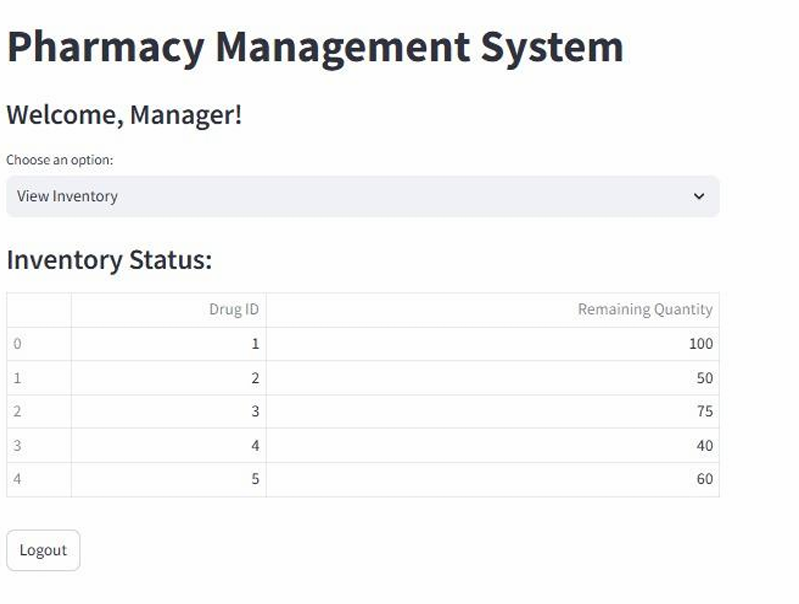 Pharmacy Management System
Welcome, Manager!
Choose an option:
View Inventory
Inventory Status:
Drug ID Remaining Quantity
0 1 100
1 2 50
2 3 75
3 4 40
4 5 60
Logout